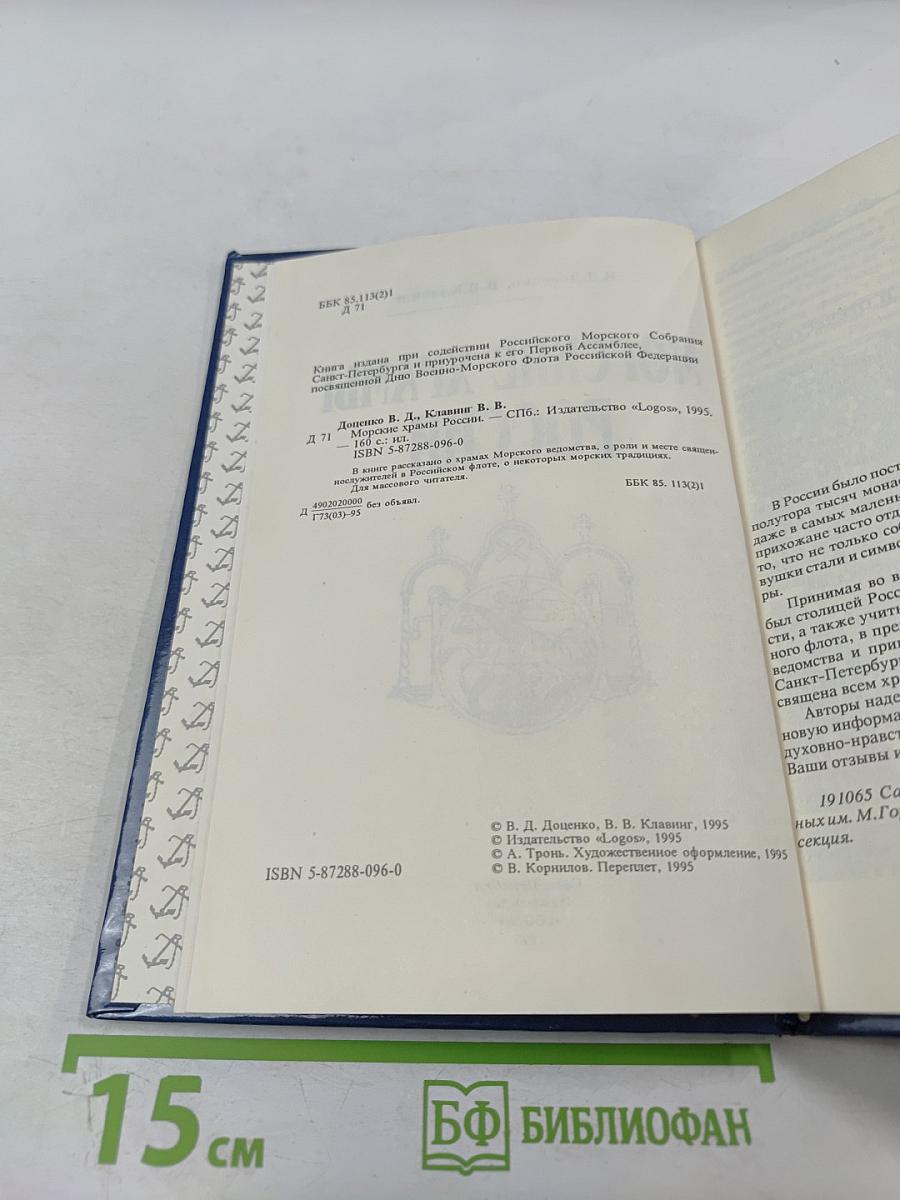 ББК 85.113(2)1
Д 71
Книга издана при содействии Российского Морского Собрания
Санкт-Петербурга и приурочена к его Первой Ассамблее,
посвященной Дню Военно-Морского Флота Российской Федерации
Доценко В. Д., Клавинг В. В.
Д 71 Морские храмы России. — СПб.: Издательство «Logos», 1995.
— 160 с.: ил.
ISBN 5-87288-096-0
В книге рассказано о храмах Морского ведомства, о роли и месте священ-
нослужителей в Российском флоте, о некоторых морских традициях.
Для массового читателя.
ББК 85. 113(2)1
Д 4902020000 без объявл.
Г73(03)–95
© В. Д. Доценко, В. В. Клавинг, 1995
© Издательство «Logos», 1995
© А. Тронь. Художественное оформление, 1995
© В. Корнилов. Переплет, 1995
ISBN 5-87288-096-0
В России было пост
полутора тысяч монас
даже в самых малень
прихожане часто отд
то, что не только соб
вушки стали и симво
ры.
Принимая во в
был столицей Росс
сти, а также учиты
ного флота, в пре
ведомства и при
Санкт-Петербур
священа всем хр
Авторы наде
новую информа
духовно-нравст
Ваши отзывы и
191065 Са
ных им. М.Гор
секция.
15 см
БФ БИБЛИОФАН